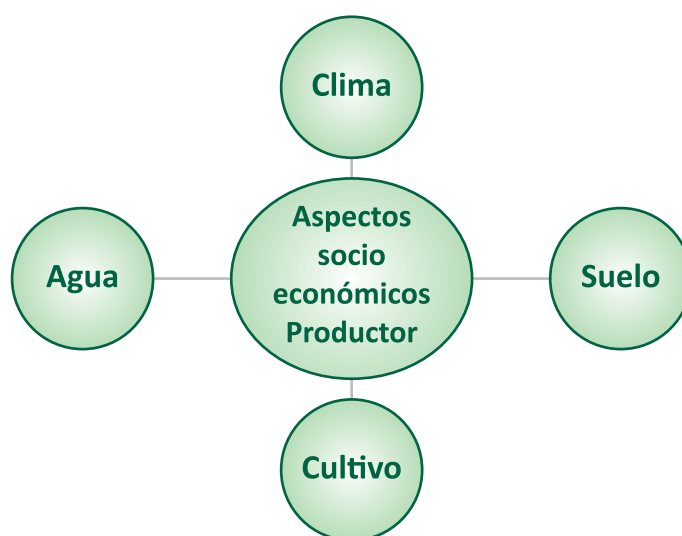 Clima
Aspectos
socio
económicos
Productor
Agua
Suelo
Cultivo